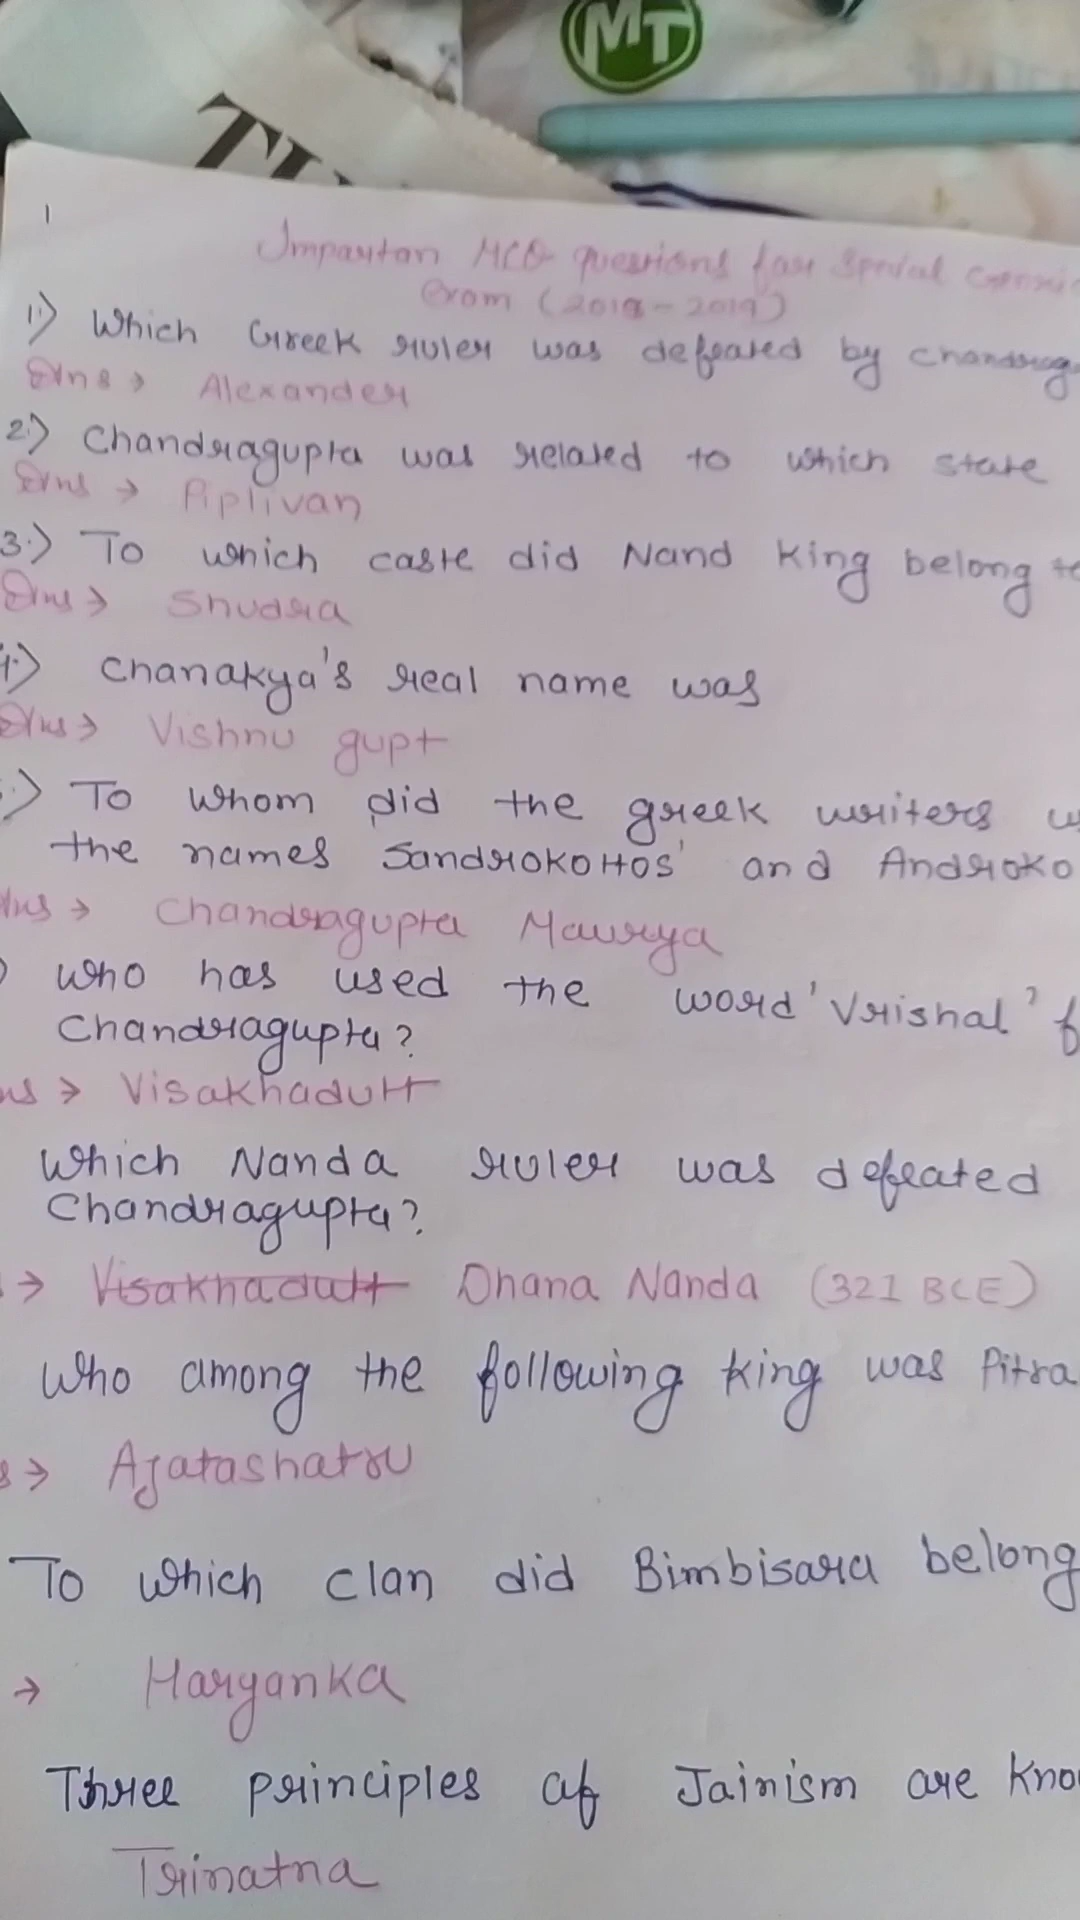 MT
1
Impartan MCQ questions far Special
Exom (2018-2019)
1.) Which Greek ruler was defeated by
Ans → Alexander
2.) Chandragupta was related to which state
Ans → Piplivan
3.) To which caste did Nand King belong
Ans → Shudra
Chanakya's real name was
Ans → Vishnu gupt
To whom did the greek writers
the names 'Sandrokottos' and
Ans → Chandragupta Maurya
Who has used the word 'Vrishal'
Chandragupta?
→ Visakhadutt
Which Nanda ruler was defeated
Chandragupta?
→ Visakhadutt Dhana Nanda (321 BCE)
Who among the following king was
→ Ajatashatru
To which clan did Bimbisara belong
→ Haryanka
Three principles of Jainism are
Trinatna